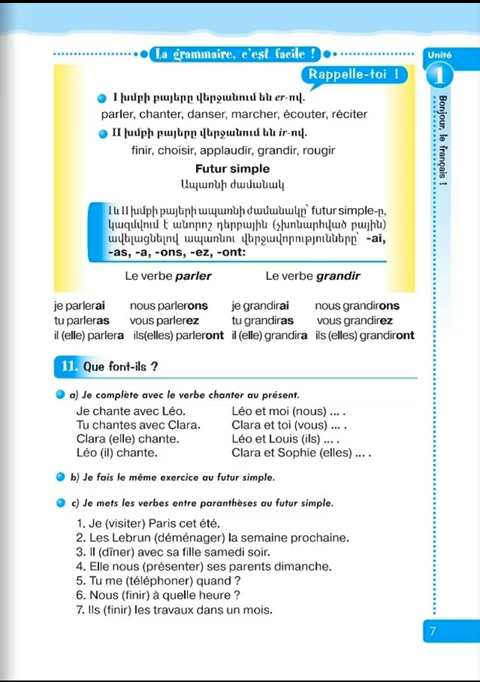 La grammaire, c'est facile !
Unité
1
Bonjour, le français !
Rappelle-toi !
I խմբի բայերը վերջանում են er-ով.
parler, chanter, danser, marcher, écouter, réciter
II խմբի բայերը վերջանում են ir-ով.
finir, choisir, applaudir, grandir, rougir
Futur simple
Ապառնի ժամանակ
I և II խմբի բայերի ապառնի ժամանակը՝ futur simple-ը,
կազմվում է անորոշ դերբային (չխոնարհված բային)
ավելացնելով ապառնու վերջավորությունները՝ -ai,
-as, -a, -ons, -ez, -ont:
Le verbe parler Le verbe grandir
je parlerai nous parlerons je grandirai nous grandirons
tu parleras vous parlerez tu grandiras vous grandirez
il (elle) parlera ils(elles) parleront il (elle) grandira ils (elles) grandiront
11. Que font-ils ?
a) Je complète avec le verbe chanter au présent.
Je chante avec Léo. Léo et moi (nous) ... .
Tu chantes avec Clara. Clara et toi (vous) ... .
Clara (elle) chante. Léo et Louis (ils) ... .
Léo (il) chante. Clara et Sophie (elles) ... .
b) Je fais le même exercice au futur simple.
c) Je mets les verbes entre paranthèses au futur simple.
1. Je (visiter) Paris cet été.
2. Les Lebrun (déménager) la semaine prochaine.
3. Il (dîner) avec sa fille samedi soir.
4. Elle nous (présenter) ses parents dimanche.
5. Tu me (téléphoner) quand ?
6. Nous (finir) à quelle heure ?
7. Ils (finir) les travaux dans un mois.
7